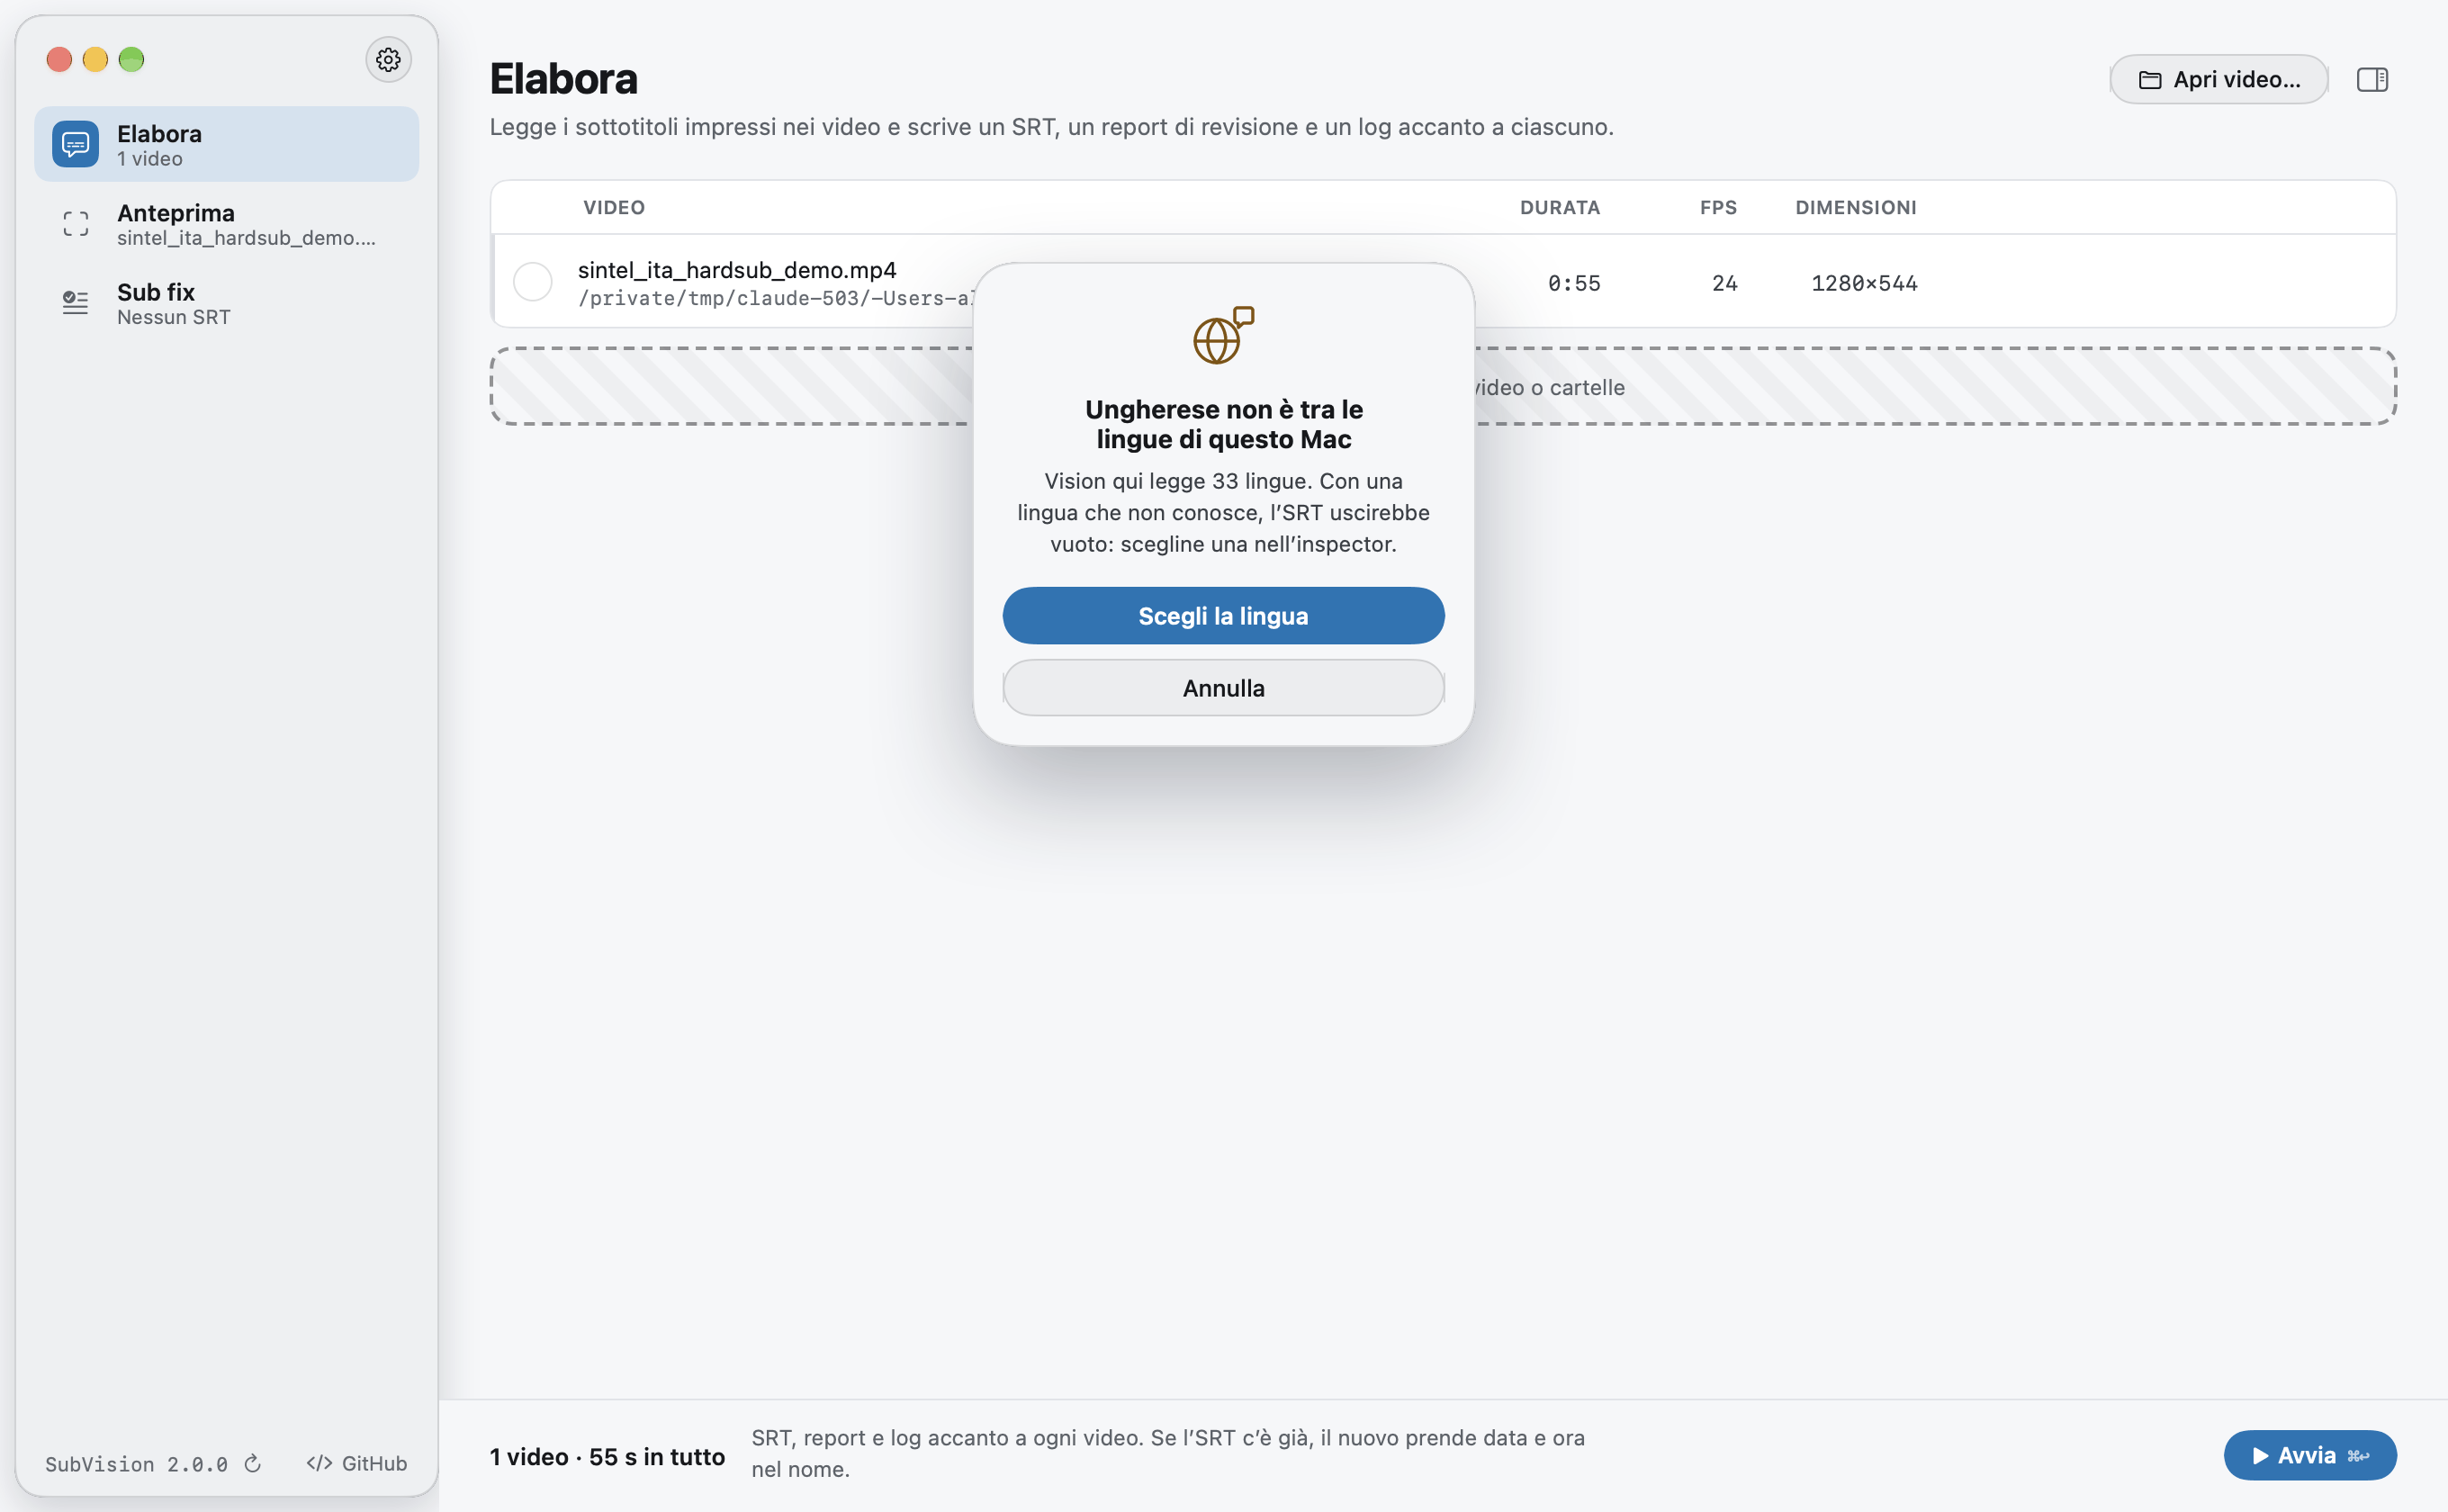 Elabora
1 video
Anteprima
sintel_ita_hardsub_demo....
Sub fix
Nessun SRT
SubVision 2.0.0
GitHub
Elabora
Apri video...
Legge i sottotitoli impressi nei video e scrive un SRT, un report di revisione e un log accanto a ciascuno.
VIDEO DURATA FPS DIMENSIONI
sintel_ita_hardsub_demo.mp4
/private/tmp/claude-503/-Users-a
0:55 24 1280×544
video o cartelle
Ungherese non è tra le
lingue di questo Mac
Vision qui legge 33 lingue. Con una
lingua che non conosce, l’SRT uscirebbe
vuoto: scegline una nell’inspector.
Scegli la lingua
Annulla
1 video · 55 s in tutto
SRT, report e log accanto a ogni video. Se l’SRT c’è già, il nuovo prende data e ora
nel nome.
Avvia ⌘↩